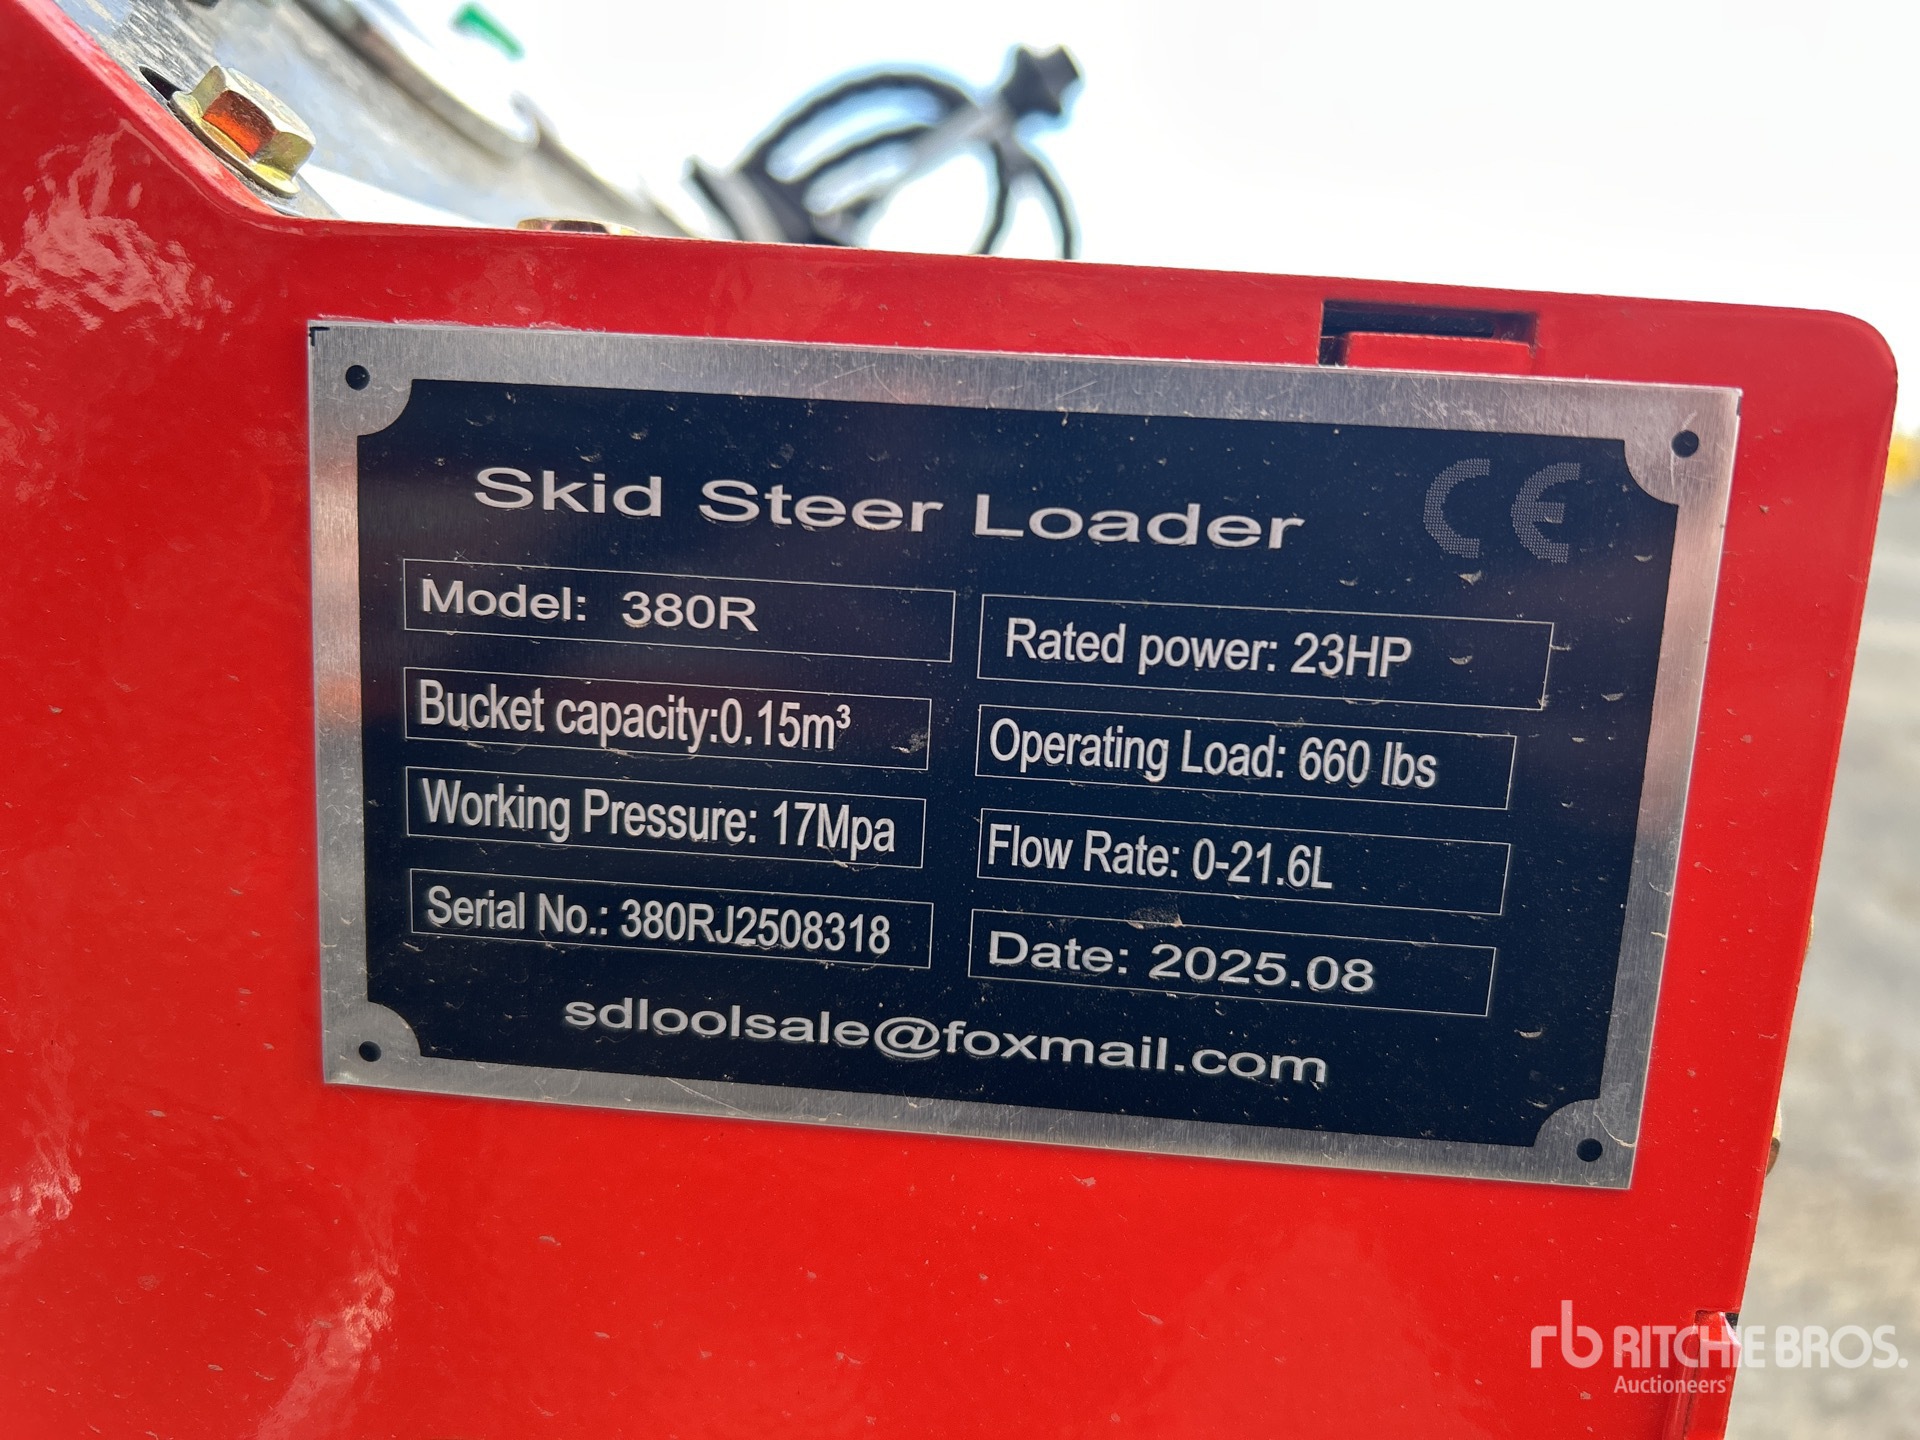 Skid Steer Loader CE
Model: 380R
Rated power: 23HP
Bucket capacity:0.15m³
Operating Load: 660 lbs
Working Pressure: 17Mpa
Flow Rate: 0-21.6L
Serial No.: 380RJ2508318
Date: 2025.08
sdloolsale@foxmail.com
rb RITCHIE BROS.
Auctioneers